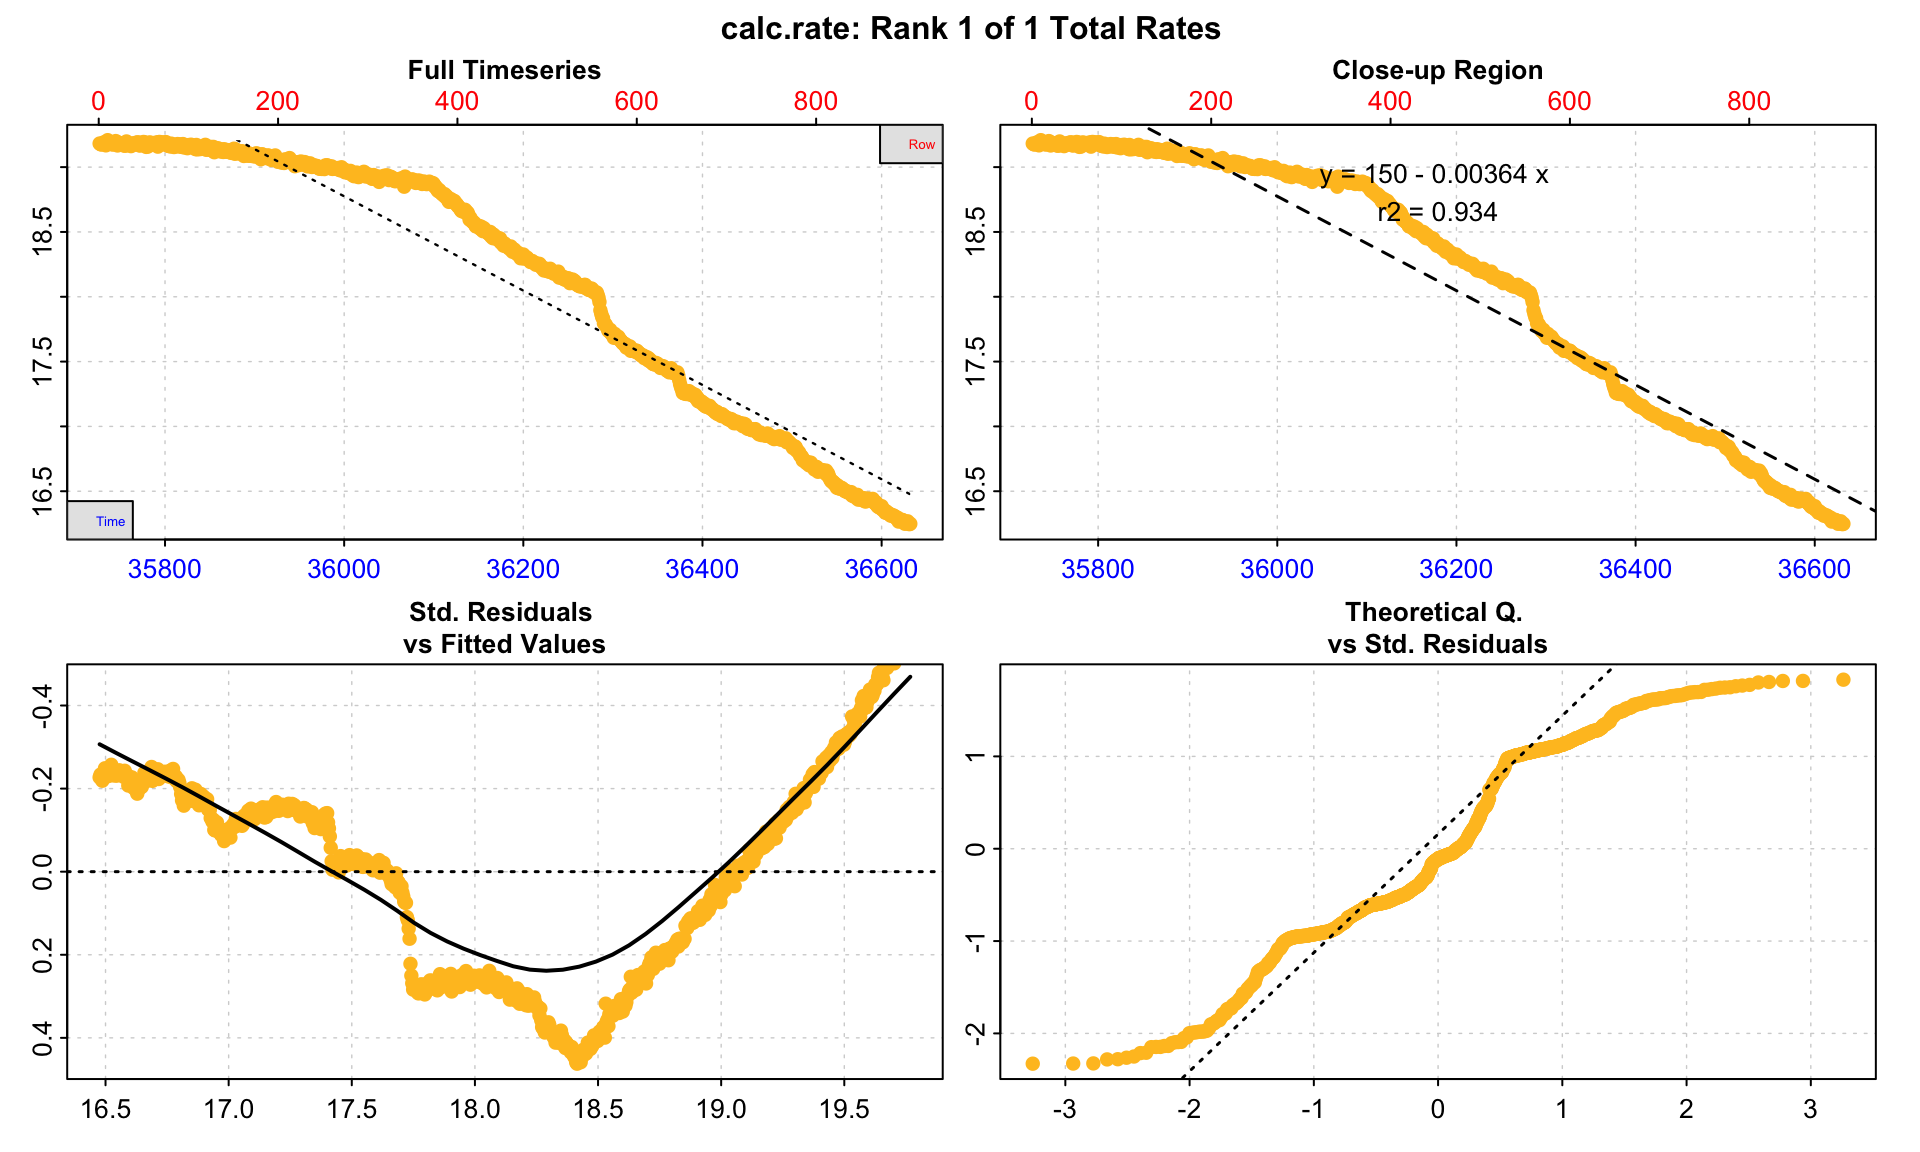 calc.rate: Rank 1 of 1 Total Rates
Full Timeseries
0 200 400 600 800
Row
18.5
17.5
16.5
Time
35800 36000 36200 36400 36600
Close-up Region
0 200 400 600 800
y = 150 - 0.00364 x
r2 = 0.934
18.5
17.5
16.5
35800 36000 36200 36400 36600
Std. Residuals
vs Fitted Values
-0.4
-0.2
0.0
0.2
0.4
16.5 17.0 17.5 18.0 18.5 19.0 19.5
Theoretical Q.
vs Std. Residuals
1
0
-1
-2
-3 -2 -1 0 1 2 3